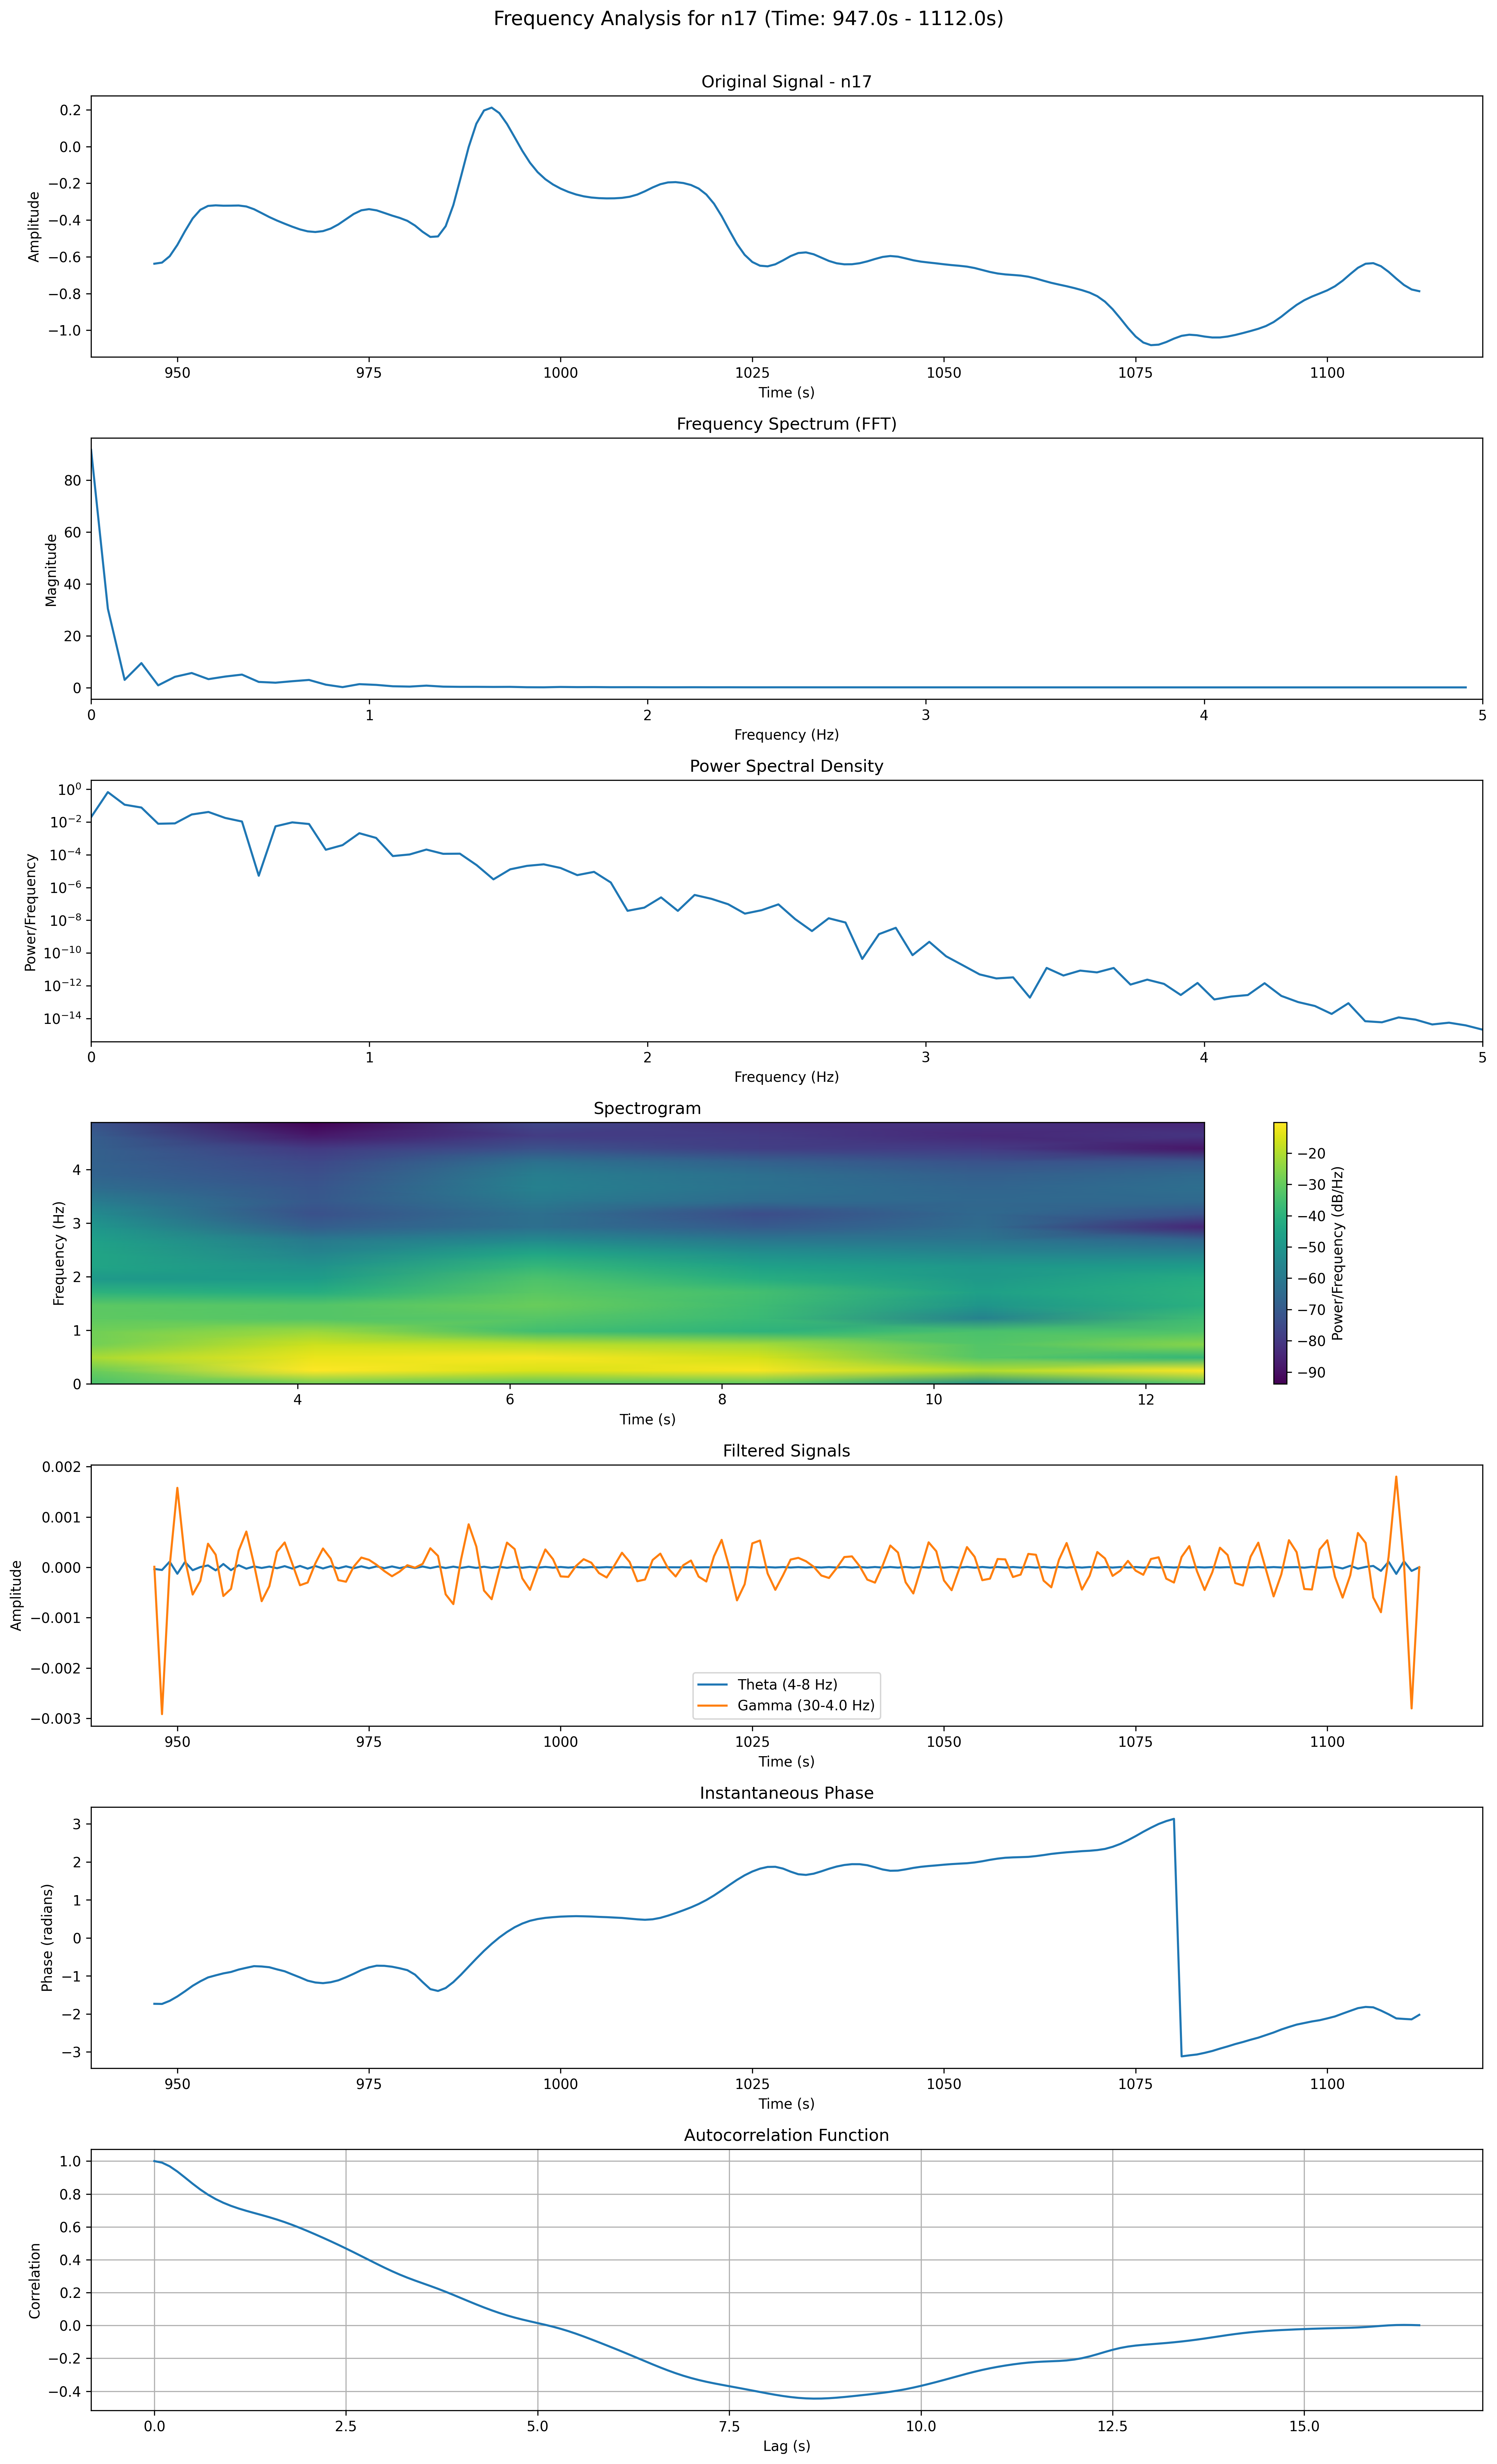 Frequency Analysis for n17 (Time: 947.0s - 1112.0s)
Original Signal - n17
0.2
0.0
−0.2
−0.4
−0.6
−0.8
−1.0
Amplitude
950 975 1000 1025 1050 1075 1100
Time (s)
Frequency Spectrum (FFT)
80
60
40
20
0
Magnitude
0 1 2 3 4 5
Frequency (Hz)
Power Spectral Density
10⁰
10⁻²
10⁻⁴
10⁻⁶
10⁻⁸
10⁻¹⁰
10⁻¹²
10⁻¹⁴
Power/Frequency
0 1 2 3 4 5
Frequency (Hz)
Spectrogram
4
3
2
1
0
Frequency (Hz)
4 6 8 10 12
Time (s)
−20
−30
−40
−50
−60
−70
−80
−90
Power/Frequency (dB/Hz)
Filtered Signals
0.002
0.001
0.000
−0.001
−0.002
−0.003
Amplitude
Theta (4-8 Hz)
Gamma (30-4.0 Hz)
950 975 1000 1025 1050 1075 1100
Time (s)
Instantaneous Phase
3
2
1
0
−1
−2
−3
Phase (radians)
950 975 1000 1025 1050 1075 1100
Time (s)
Autocorrelation Function
1.0
0.8
0.6
0.4
0.2
0.0
−0.2
−0.4
Correlation
0.0 2.5 5.0 7.5 10.0 12.5 15.0
Lag (s)